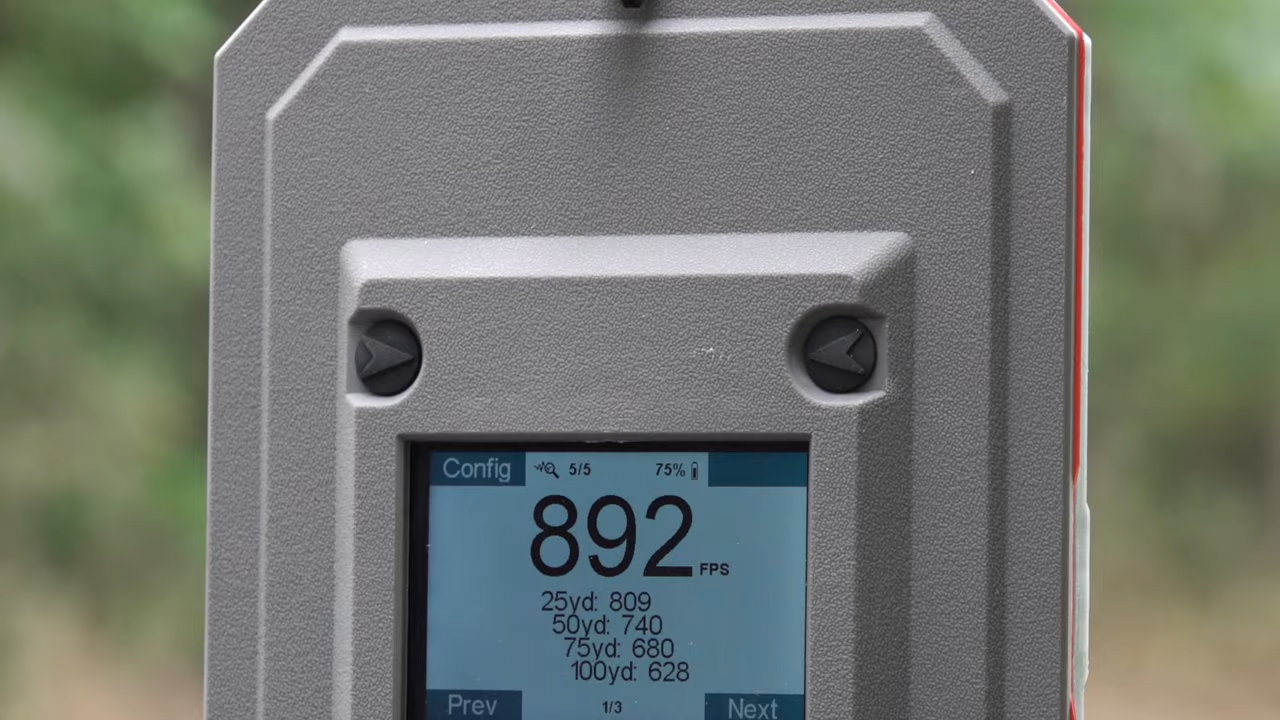 Config 5/5 75%
892 FPS
25yd: 809
50yd: 740
75yd: 680
100yd: 628
Prev 1/3 Next